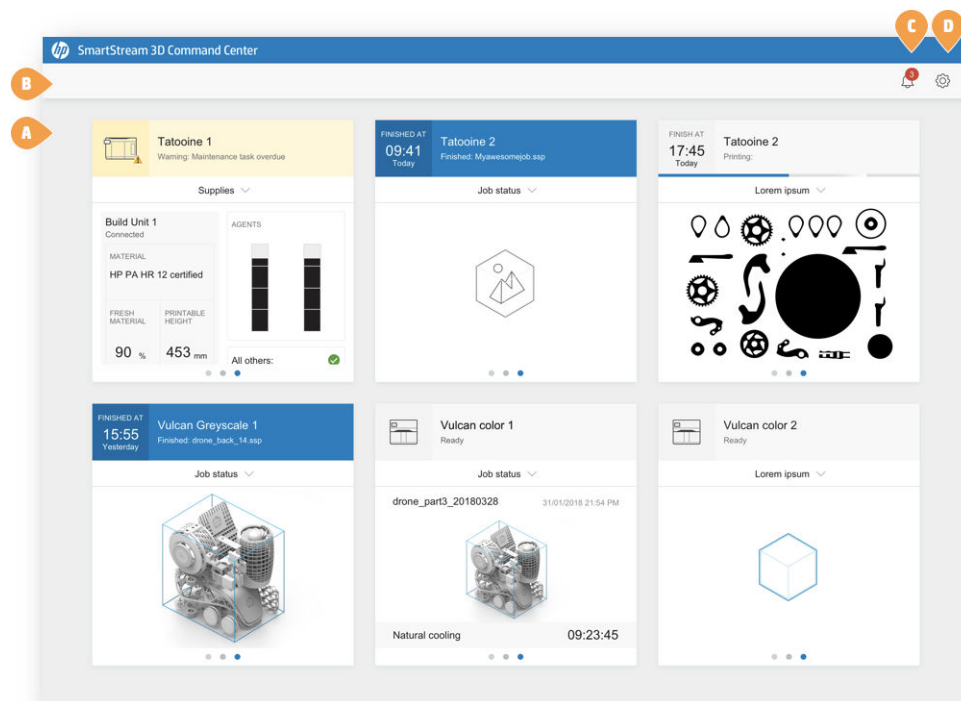 C D
hp SmartStream 3D Command Center
B
3
A
Tatooine 1
Warning: Maintenance task overdue
Supplies
Build Unit 1
Connected
MATERIAL
HP PA HR 12 certified
FRESH MATERIAL
90 %
PRINTABLE HEIGHT
453 mm
AGENTS
All others:
FINISHED AT
09:41
Today
Tatooine 2
Finished: Myawesomejob.ssp
Job status
FINISH AT
17:45
Today
Tatooine 2
Printing:
Lorem ipsum
FINISHED AT
15:55
Yesterday
Vulcan Greyscale 1
Finished: drone_back_14.ssp
Job status
Vulcan color 1
Ready
Job status
drone_part3_20180328 31/01/2018 21:54 PM
Natural cooling 09:23:45
Vulcan color 2
Ready
Lorem ipsum